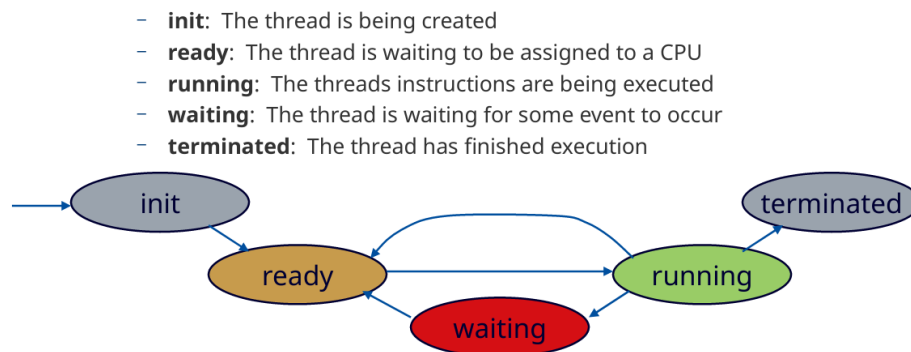 – init: The thread is being created
– ready: The thread is waiting to be assigned to a CPU
– running: The threads instructions are being executed
– waiting: The thread is waiting for some event to occur
– terminated: The thread has finished execution
init
terminated
ready
running
waiting